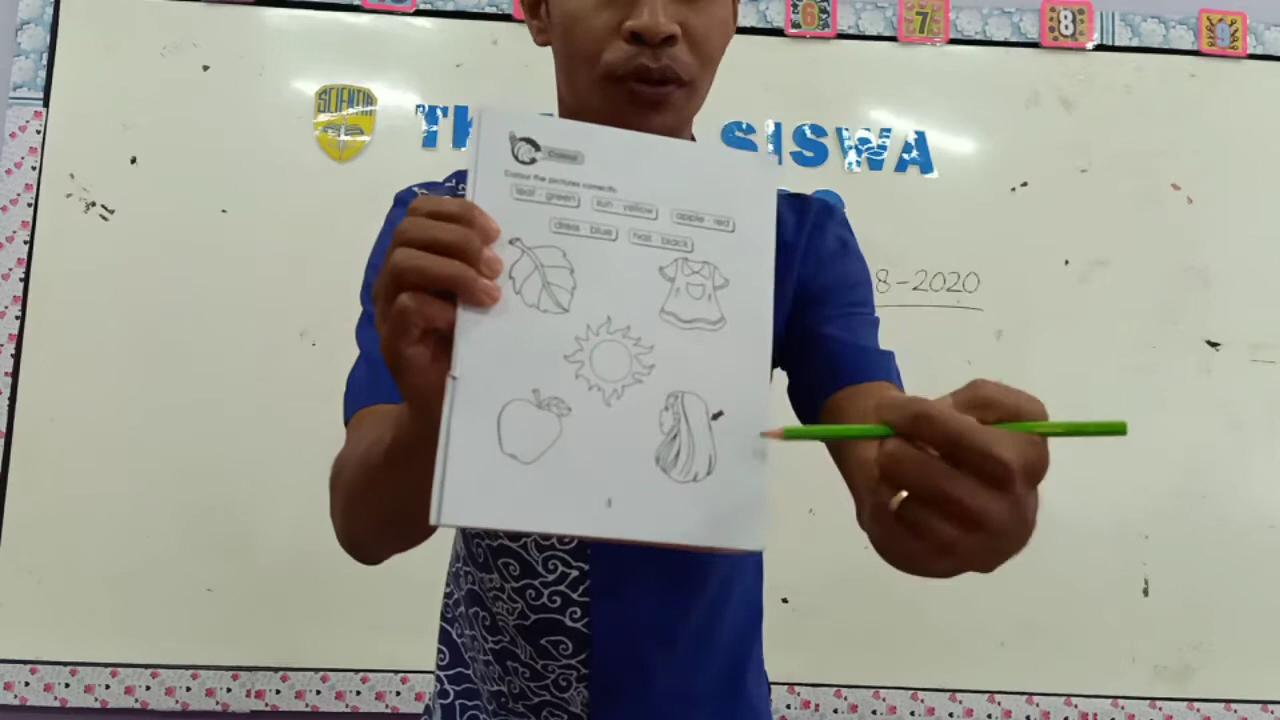 6 7 8 9
SCIENTIA
TK SISWA
8-2020
Colour
Colour the pictures correctly.
leaf - green sun - yellow apple - red
dress - blue hair - black